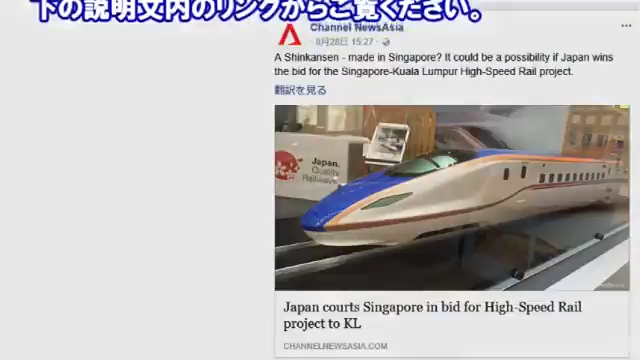 下の説明文内のリンクからご覧ください。
Channel NewsAsia
8月28日 15:27 ·
A Shinkansen - made in Singapore? It could be a possibility if Japan wins
the bid for the Singapore-Kuala Lumpur High-Speed Rail project.
翻訳を見る
Japan.
Quality
Railways
Japan courts Singapore in bid for High-Speed Rail
project to KL
CHANNELNEWSASIA.COM